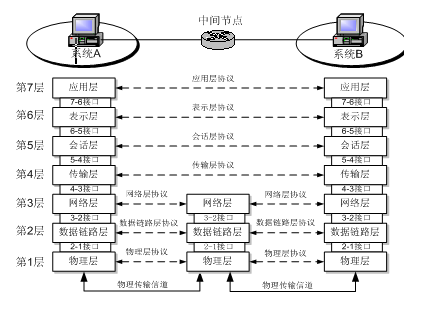 中间节点
系统A 系统B
第7层 应用层 应用层协议 应用层
7-6接口 7-6接口
第6层 表示层 表示层协议 表示层
6-5接口 6-5接口
第5层 会话层 会话层协议 会话层
5-4接口 5-4接口
第4层 传输层 传输层协议 传输层
4-3接口 4-3接口
第3层 网络层 网络层协议 网络层 网络层协议 网络层
3-2接口 3-2接口 3-2接口
第2层 数据链路层 数据链路层协议 数据链路层 数据链路层协议 数据链路层
2-1接口 2-1接口 2-1接口
第1层 物理层 物理层协议 物理层 物理层协议 物理层
物理传输信道 物理传输信道